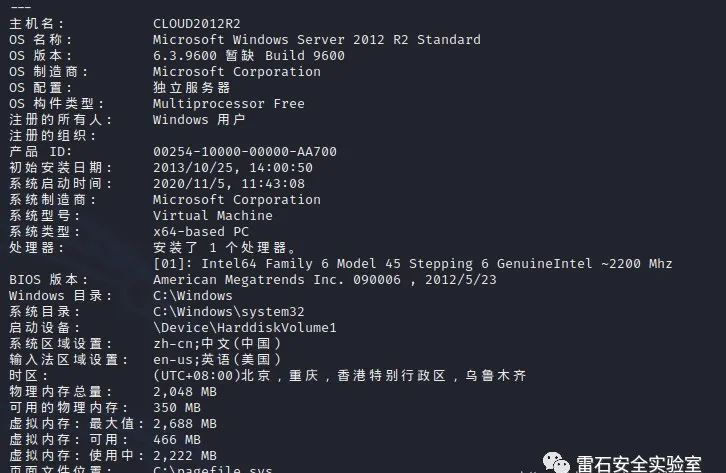 ---
主机名: CLOUD2012R2
OS 名称: Microsoft Windows Server 2012 R2 Standard
OS 版本: 6.3.9600 暂缺 Build 9600
OS 制造商: Microsoft Corporation
OS 配置: 独立服务器
OS 构件类型: Multiprocessor Free
注册的所有人: Windows 用户
注册的组织:
产品 ID: 00254-10000-00000-AA700
初始安装日期: 2013/10/25, 14:00:50
系统启动时间: 2020/11/5, 11:43:08
系统制造商: Microsoft Corporation
系统型号: Virtual Machine
系统类型: x64-based PC
处理器: 安装了 1 个处理器。
[01]: Intel64 Family 6 Model 45 Stepping 6 GenuineIntel ~2200 Mhz
BIOS 版本: American Megatrends Inc. 090006 , 2012/5/23
Windows 目录: C:\Windows
系统目录: C:\Windows\system32
启动设备: \Device\HarddiskVolume1
系统区域设置: zh-cn;中文(中国)
输入法区域设置: en-us;英语(美国)
时区: (UTC+08:00)北京，重庆，香港特别行政区，乌鲁木齐
物理内存总量: 2,048 MB
可用的物理内存: 350 MB
虚拟内存: 最大值: 2,688 MB
虚拟内存: 可用: 466 MB
虚拟内存: 使用中: 2,222 MB
页面文件位置: C:\pagefile.sys
雷石安全实验室